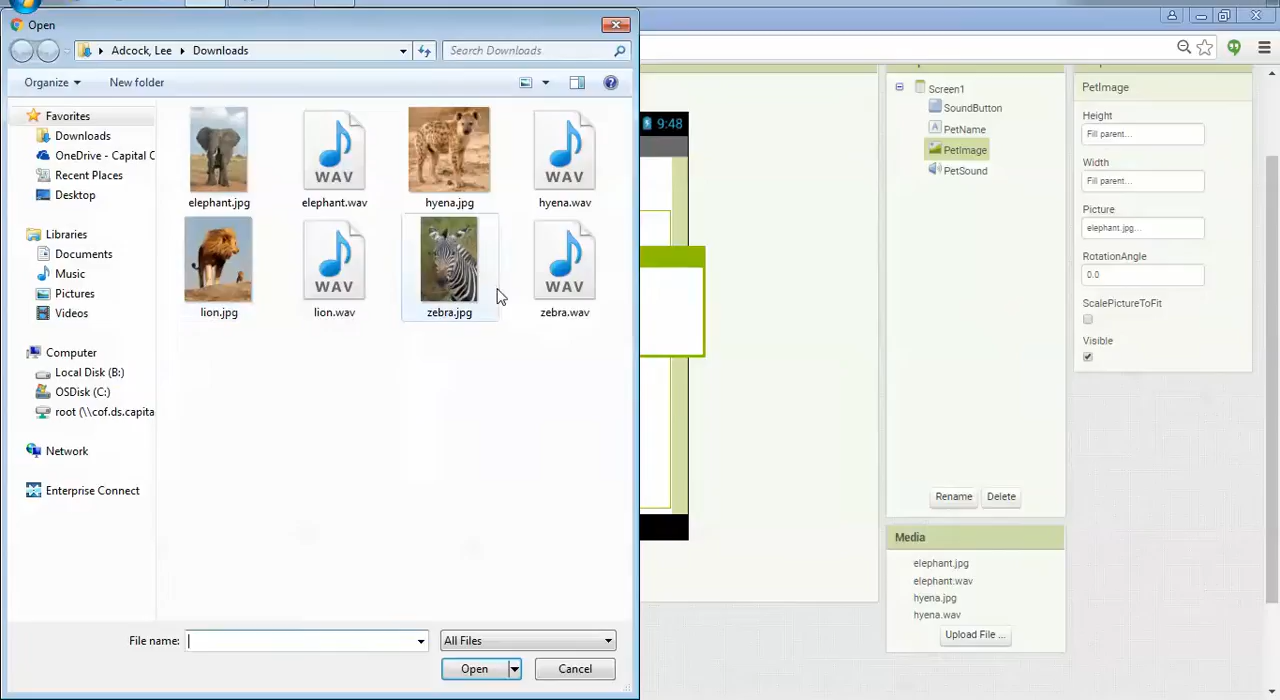 Open
Adcock, Lee
Downloads
Search Downloads
Organize
New folder
Favorites
Downloads
OneDrive - Capital C
Recent Places
Desktop
Libraries
Documents
Music
Pictures
Videos
Computer
Local Disk (B:)
OSDisk (C:)
root (\\cof.ds.capita
Network
Enterprise Connect
WAV
WAV
elephant.jpg
elephant.wav
hyena.jpg
hyena.wav
WAV
WAV
lion.jpg
lion.wav
zebra.jpg
zebra.wav
File name:
All Files
Open
Cancel
9:48
Screen1
SoundButton
PetName
PetImage
PetSound
Rename
Delete
Media
elephant.jpg
elephant.wav
hyena.jpg
hyena.wav
Upload File ...
PetImage
Height
Fill parent...
Width
Fill parent...
Picture
elephant.jpg...
RotationAngle
0.0
ScalePictureToFit
Visible